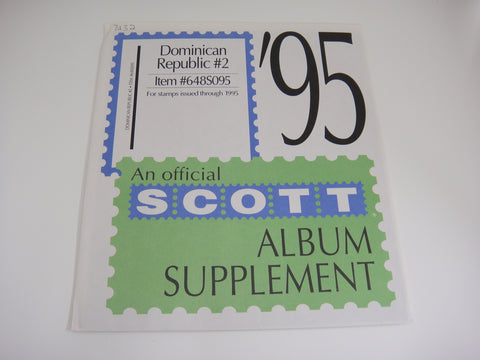 Dominican
Republic #2
Item #648S095
For stamps issued through 1995
'95
An official
SCOTT
ALBUM
SUPPLEMENT